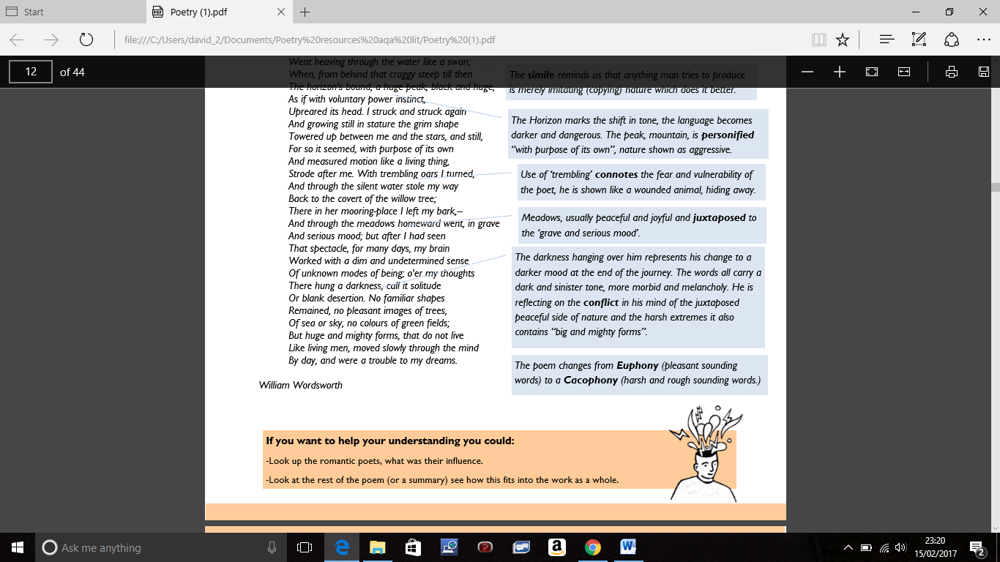 Start
Poetry (1).pdf
file:///C:/Users/david_2/Documents/Poetry%20resources%20aqa%20lit/Poetry%20(1).pdf
12 of 44
Went heaving through the water like a swan;
When, from behind that craggy steep till then
The horizon's bound, a huge peak, black and huge,
As if with voluntary power instinct,
Upreared its head. I struck and struck again
And growing still in stature the grim shape
Towered up between me and the stars, and still,
For so it seemed, with purpose of its own
And measured motion like a living thing,
Strode after me. With trembling oars I turned,
And through the silent water stole my way
Back to the covert of the willow tree;
There in her mooring-place I left my bark,–
And through the meadows homeward went, in grave
And serious mood; but after I had seen
That spectacle, for many days, my brain
Worked with a dim and undetermined sense
Of unknown modes of being; o'er my thoughts
There hung a darkness, call it solitude
Or blank desertion. No familiar shapes
Remained, no pleasant images of trees,
Of sea or sky, no colours of green fields;
But huge and mighty forms, that do not live
Like living men, moved slowly through the mind
By day, and were a trouble to my dreams.
William Wordsworth
The simile reminds us that anything man tries to produce
is merely imitating (copying) nature which does it better.
The Horizon marks the shift in tone, the language becomes
darker and dangerous. The peak, mountain, is personified
“with purpose of its own”, nature shown as aggressive.
Use of ‘trembling’ connotes the fear and vulnerability of
the poet, he is shown like a wounded animal, hiding away.
Meadows, usually peaceful and joyful and juxtaposed to
the ‘grave and serious mood’.
The darkness hanging over him represents his change to a
darker mood at the end of the journey. The words all carry a
dark and sinister tone, more morbid and melancholy. He is
reflecting on the conflict in his mind of the juxtaposed
peaceful side of nature and the harsh extremes it also
contains “big and mighty forms”.
The poem changes from Euphony (pleasant sounding
words) to a Cacophony (harsh and rough sounding words.)
If you want to help your understanding you could:
-Look up the romantic poets, what was their influence.
-Look at the rest of the poem (or a summary) see how this fits into the work as a whole.
Ask me anything
23:20
15/02/2017
2